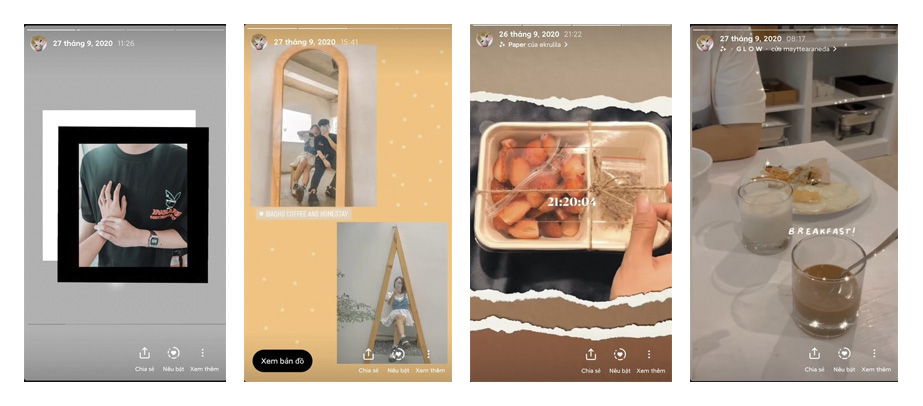 27 tháng 9, 2020 11:26
Chia sẻ Nêu bật Xem thêm
27 tháng 9, 2020 15:41
BIAGHU COFFEE AND HOMESTAY
Xem bản đồ
Chia sẻ Nêu bật Xem thêm
26 tháng 9, 2020 21:22
Paper của ekrulila
21:20:04
Chia sẻ Nêu bật Xem thêm
27 tháng 9, 2020 08:17
GLOW · của mayttearaneda
BREAKFAST!
Chia sẻ Nêu bật Xem thêm